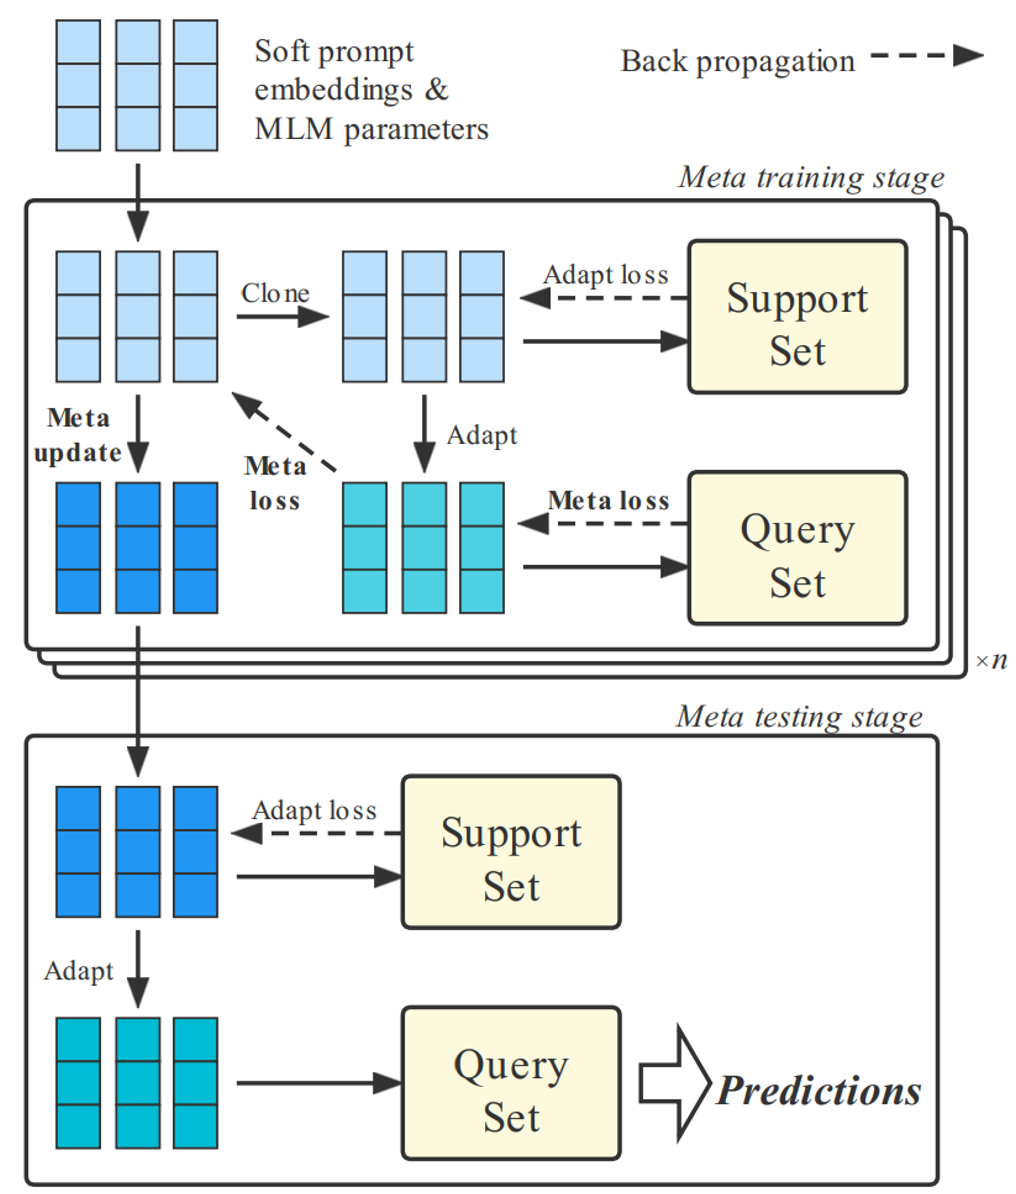 Soft prompt
embeddings &
MLM parameters
Back propagation
Meta training stage
Clone
Adapt loss
Support
Set
Meta
update
Meta
loss
Adapt
Meta loss
Query
Set
×n
Meta testing stage
Adapt loss
Support
Set
Adapt
Query
Set
Predictions